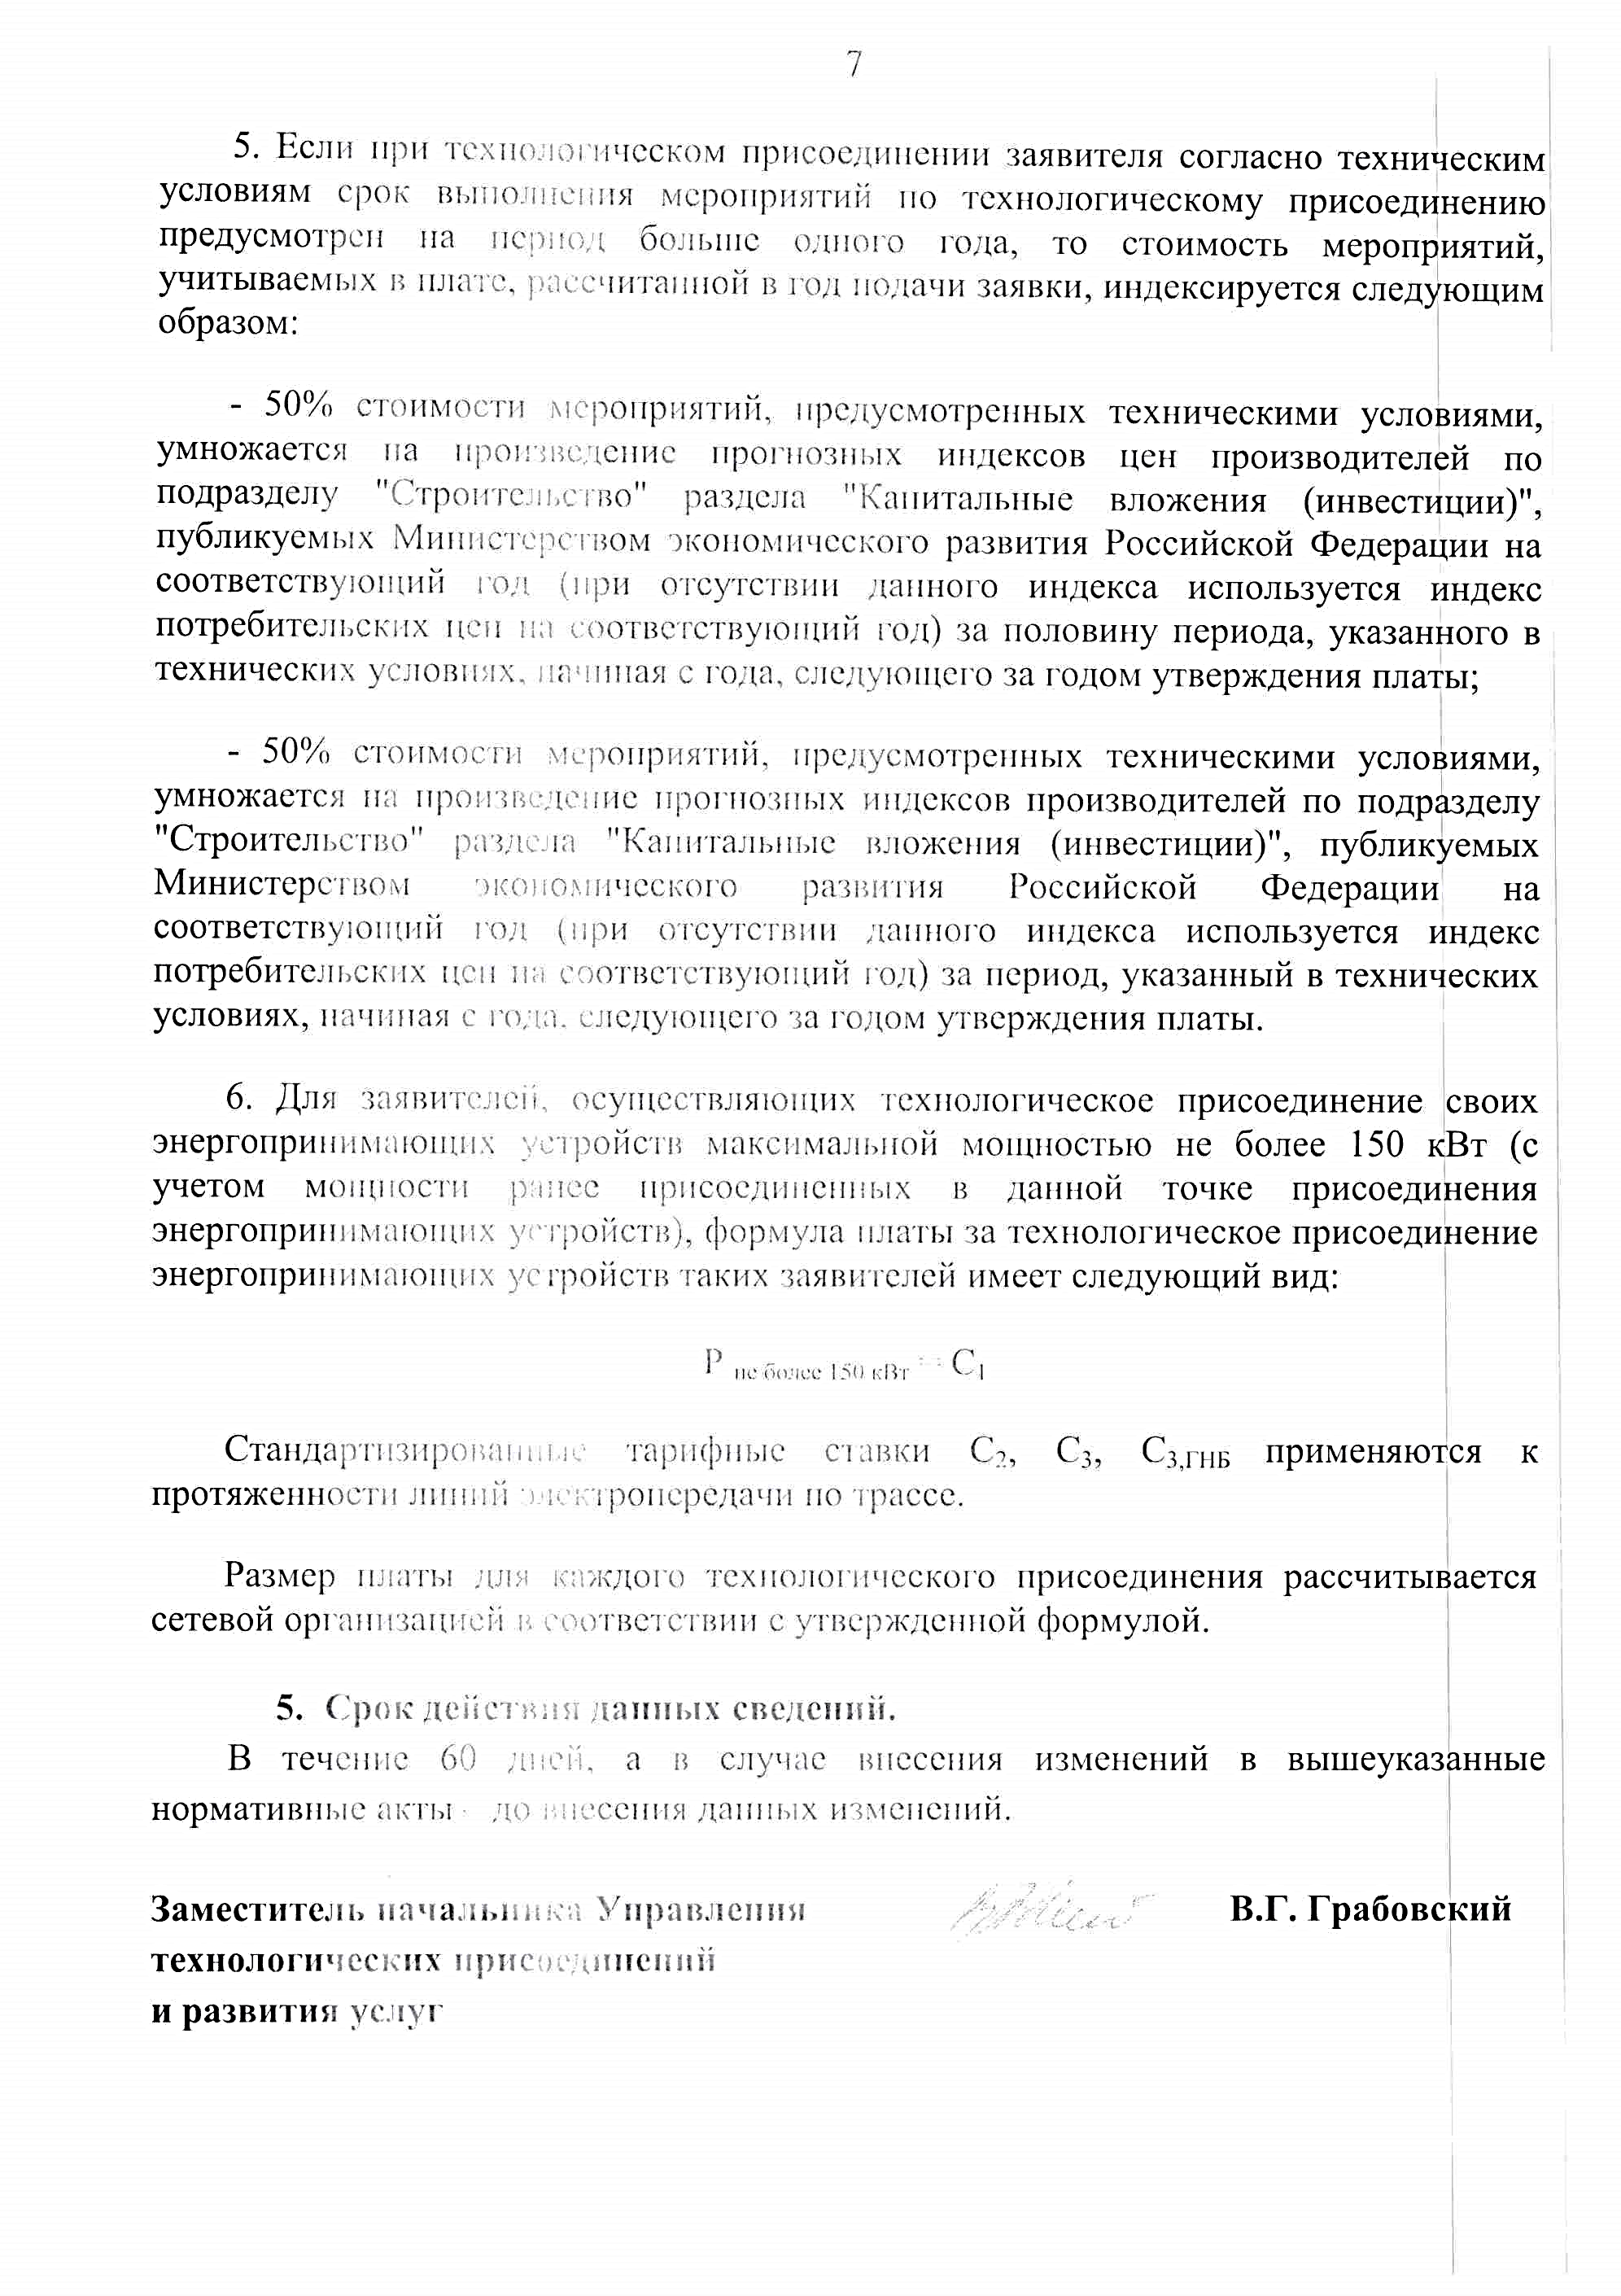 7
5. Если при технологическом присоединении заявителя согласно техническим
условиям срок выполнения мероприятий по технологическому присоединению
предусмотрен на период больше одного года, то стоимость мероприятий,
учитываемых в плате, рассчитанной в год подачи заявки, индексируется следующим
образом:
- 50% стоимости мероприятий, предусмотренных техническими условиями,
умножается на произведение прогнозных индексов цен производителей по
подразделу "Строительство" раздела "Капитальные вложения (инвестиции)",
публикуемых Министерством экономического развития Российской Федерации на
соответствующий год (при отсутствии данного индекса используется индекс
потребительских цен на соответствующий год) за половину периода, указанного в
технических условиях, начиная с года, следующего за годом утверждения платы;
- 50% стоимости мероприятий, предусмотренных техническими условиями,
умножается на произведение прогнозных индексов производителей по подразделу
"Строительство" раздела "Капитальные вложения (инвестиции)", публикуемых
Министерством экономического развития Российской Федерации на
соответствующий год (при отсутствии данного индекса используется индекс
потребительских цен на соответствующий год) за период, указанный в технических
условиях, начиная с года, следующего за годом утверждения платы.
6. Для заявителей, осуществляющих технологическое присоединение своих
энергопринимающих устройств максимальной мощностью не более 150 кВт (с
учетом мощности ранее присоединенных в данной точке присоединения
энергопринимающих устройств), формула платы за технологическое присоединение
энергопринимающих устройств таких заявителей имеет следующий вид:
P не более 150 кВт = C1
Стандартизированные тарифные ставки С2, С3, С3,ГНБ применяются к
протяженности линий электропередачи по трассе.
Размер платы для каждого технологического присоединения рассчитывается
сетевой организацией в соответствии с утвержденной формулой.
5. Срок действия данных сведений.
В течение 60 дней, а в случае внесения изменений в вышеуказанные
нормативные акты - до внесения данных изменений.
Заместитель начальника Управления В.Г. Грабовский
технологических присоединений
и развития услуг